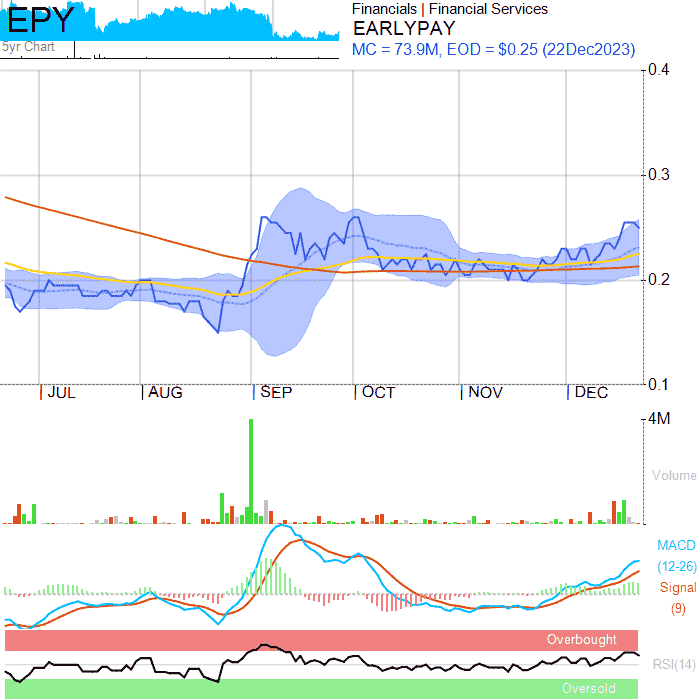 EPY
5yr Chart
Financials | Financial Services
EARLYPAY
MC = 73.9M, EOD = $0.25 (22Dec2023)
0.4
0.3
0.2
0.1
| JUL | AUG | SEP | OCT | NOV | DEC
4M
Volume
MACD
(12-26)
Signal
(9)
Overbought
RSI(14)
Oversold